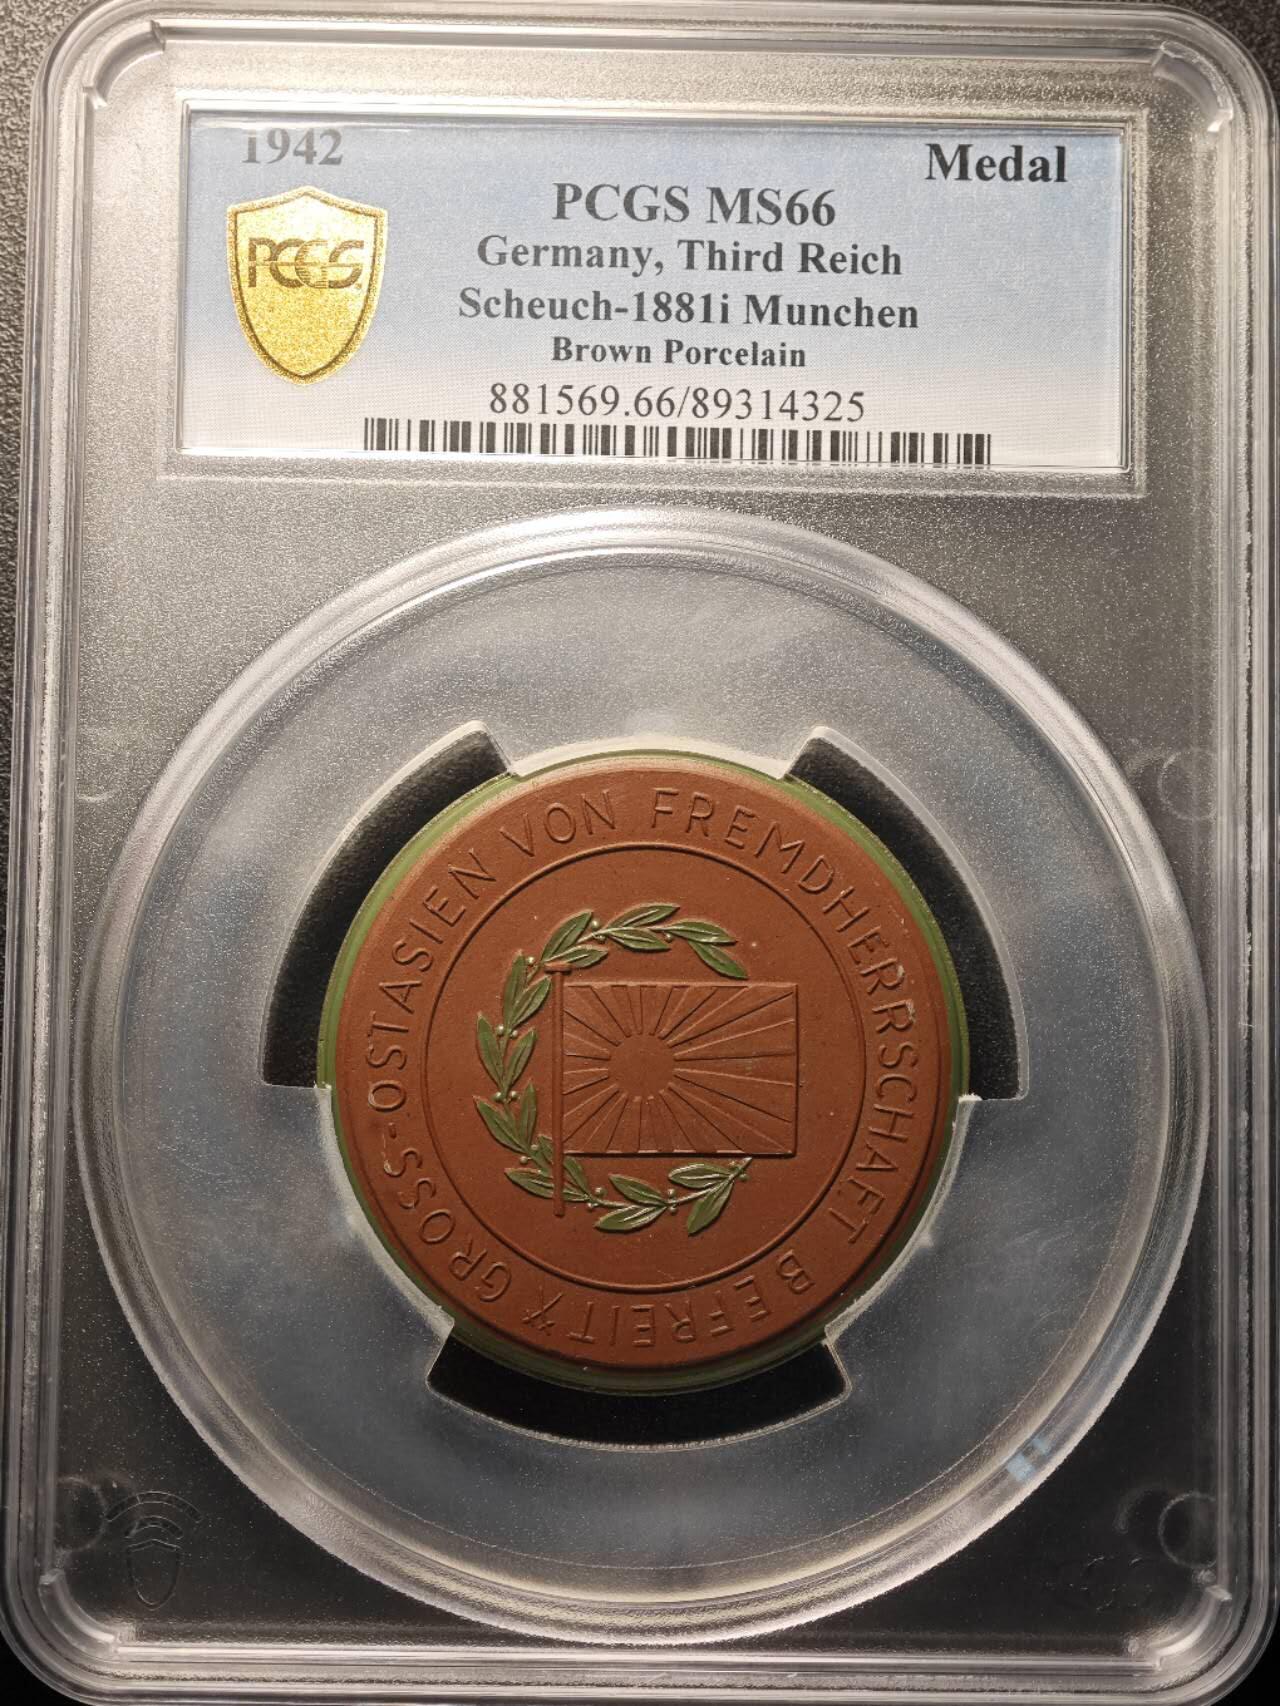 1942
Medal
PCGS MS66
PCGS
Germany, Third Reich
Scheuch-1881i Munchen
Brown Porcelain
881569.66/89314325
GROSS-OSTASIEN VON FREMDHERRSCHAFT BEFREIT